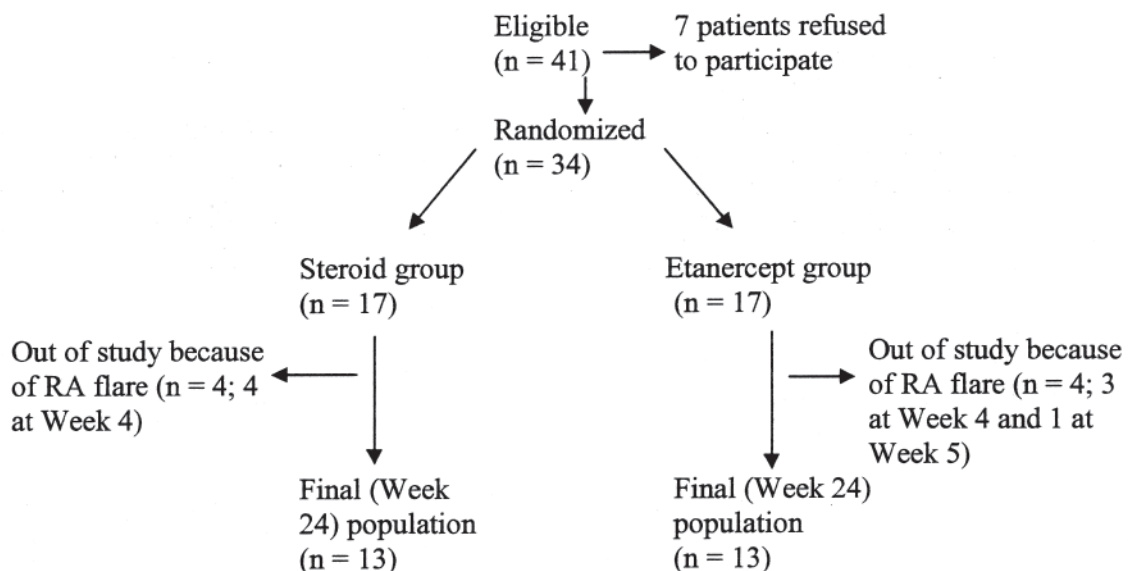 Eligible
(n = 41)
7 patients refused
to participate
Randomized
(n = 34)
Steroid group
(n = 17)
Etanercept group
(n = 17)
Out of study because
of RA flare (n = 4; 4
at Week 4)
Out of study because
of RA flare (n = 4; 3
at Week 4 and 1 at
Week 5)
Final (Week
24) population
(n = 13)
Final (Week 24)
population
(n = 13)